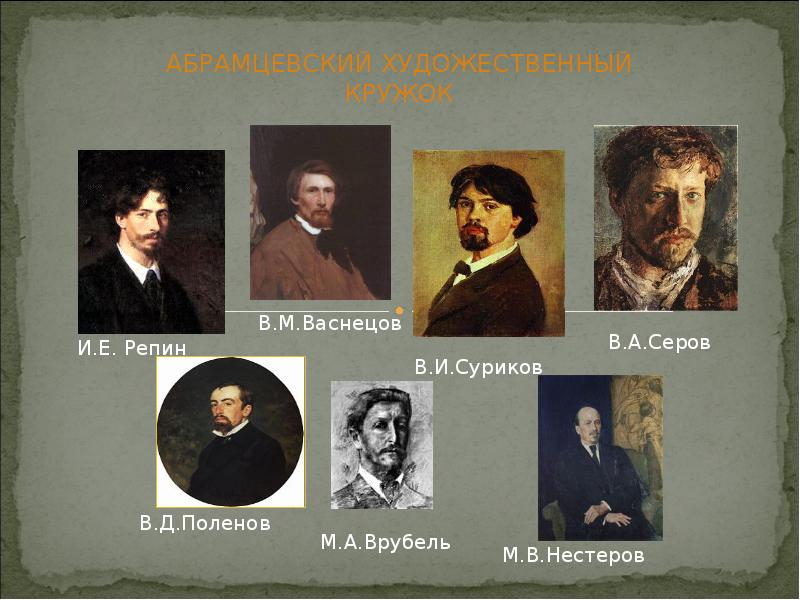 АБРАМЦЕВСКИЙ ХУДОЖЕСТВЕННЫЙ
КРУЖОК
И.Е. Репин
В.М.Васнецов
В.И.Суриков
В.А.Серов
В.Д.Поленов
М.А.Врубель
М.В.Нестеров